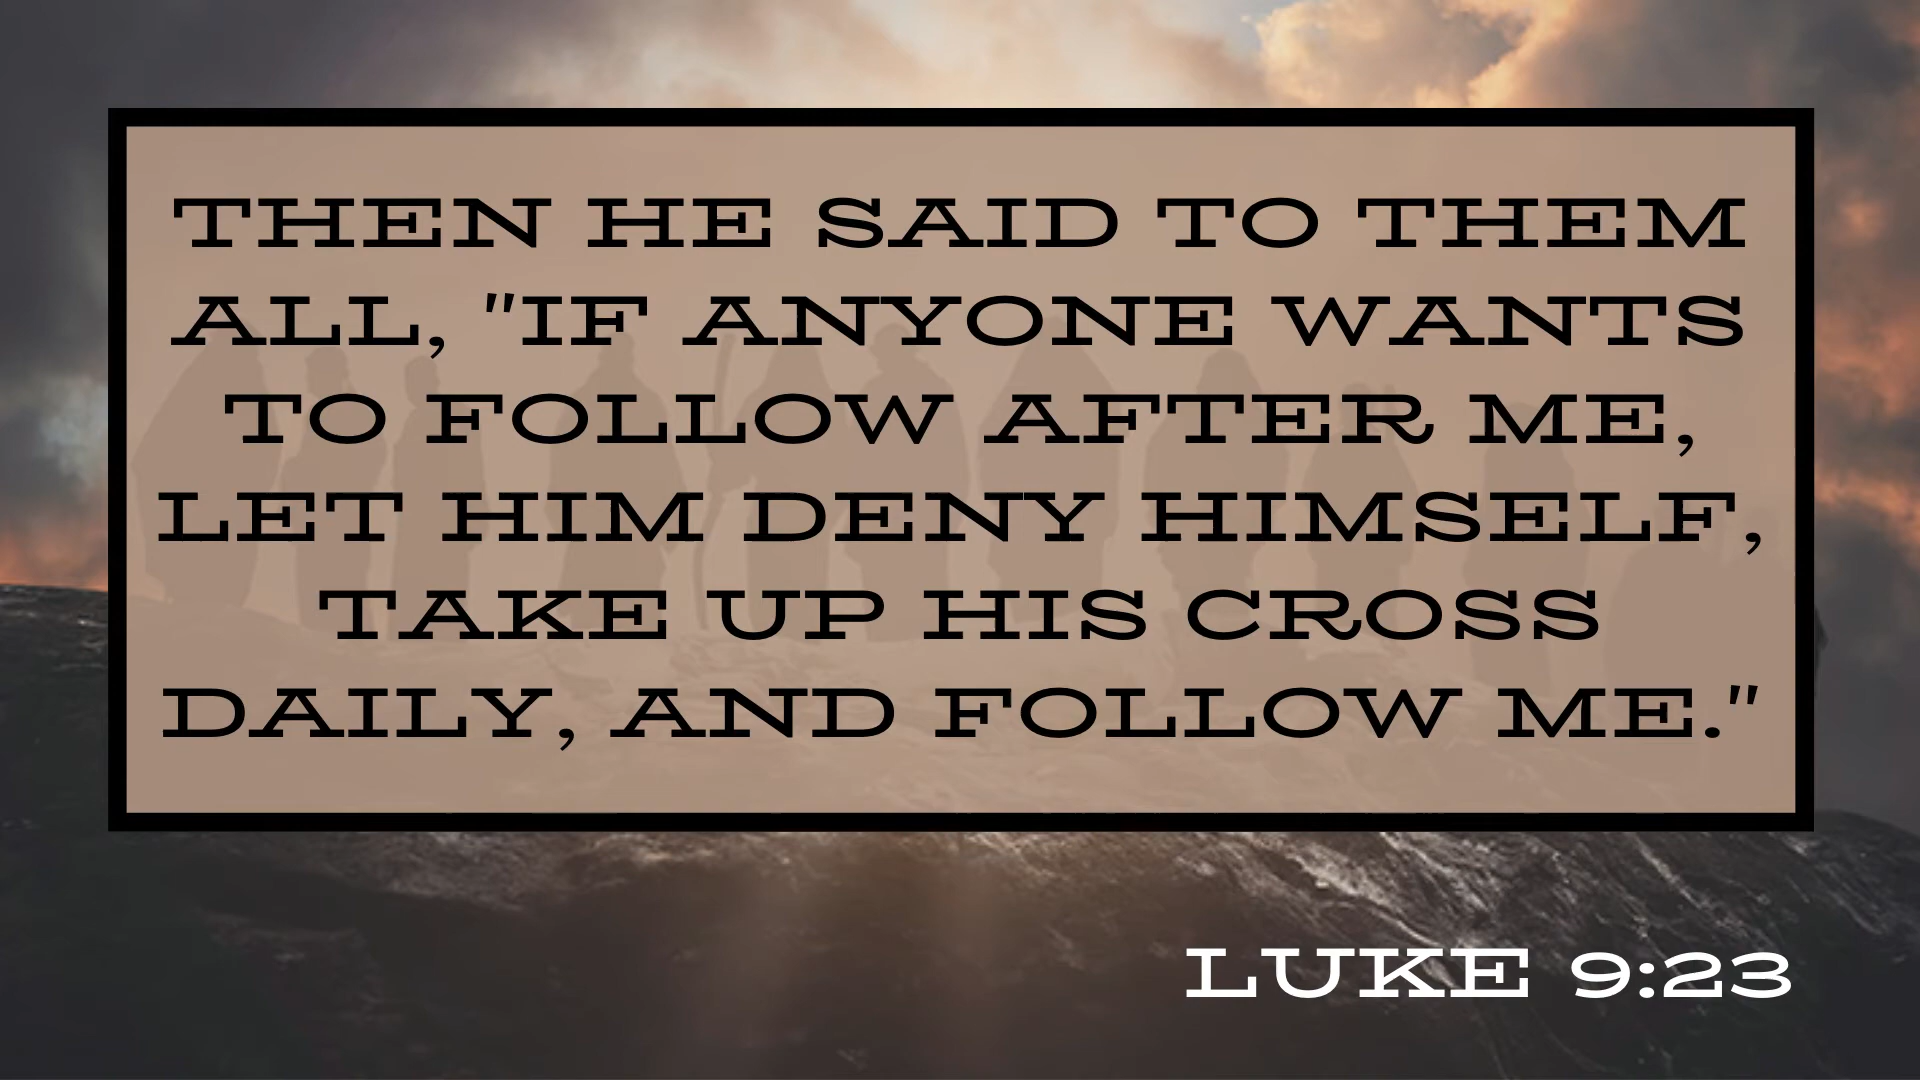 THEN HE SAID TO THEM
ALL, "IF ANYONE WANTS
TO FOLLOW AFTER ME,
LET HIM DENY HIMSELF,
TAKE UP HIS CROSS
DAILY, AND FOLLOW ME."
LUKE 9:23